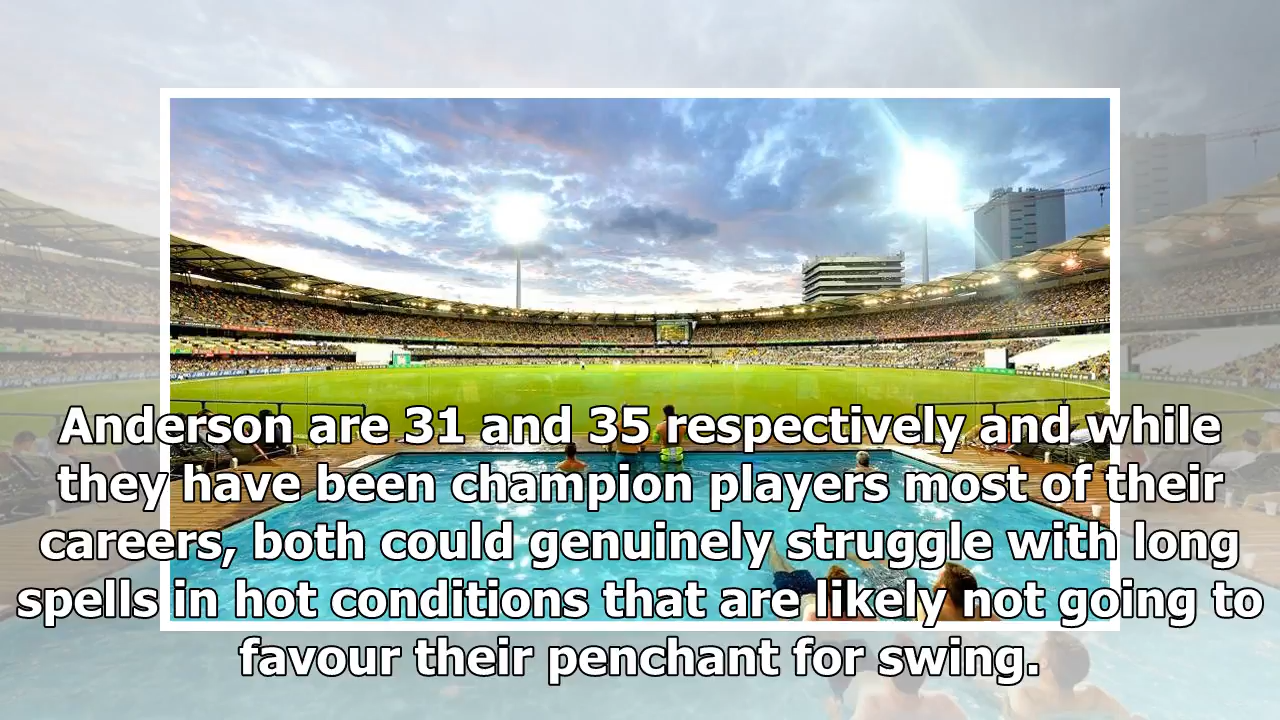 Anderson are 31 and 35 respectively and while
they have been champion players most of their
careers, both could genuinely struggle with long
spells in hot conditions that are likely not going to
favour their penchant for swing.